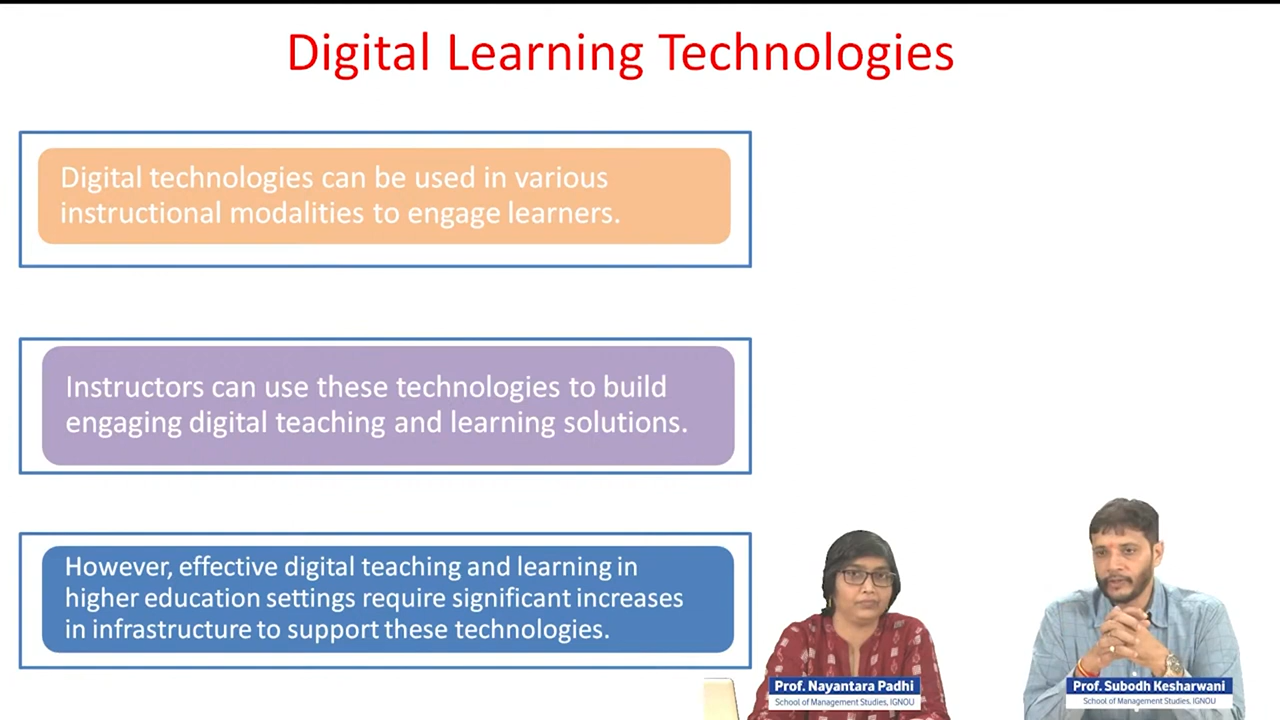 Digital Learning Technologies
Digital technologies can be used in various
instructional modalities to engage learners.
Instructors can use these technologies to build
engaging digital teaching and learning solutions.
However, effective digital teaching and learning in
higher education settings require significant increases
in infrastructure to support these technologies.
Prof. Nayantara Padhi
School of Management Studies, IGNOU
Prof. Subodh Kesharwani
School of Management Studies, IGNOU